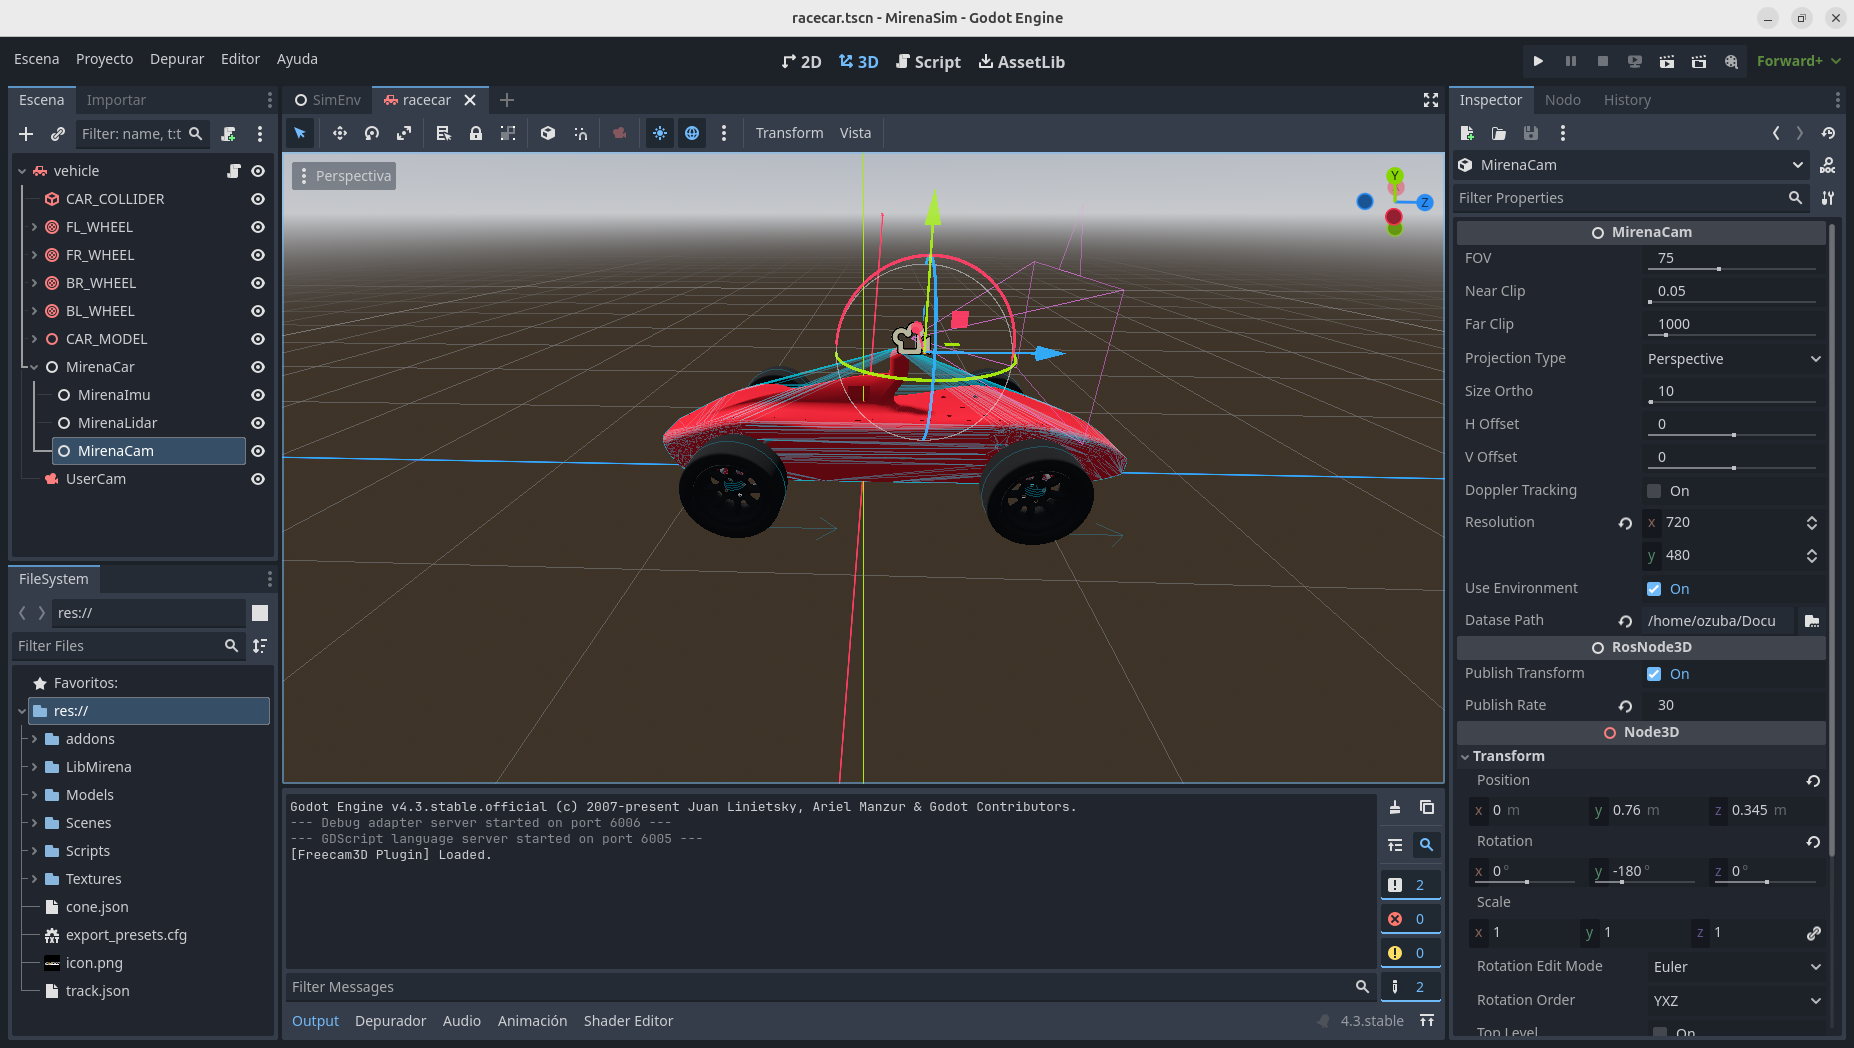 racecar.tscn - MirenaSim - Godot Engine
Escena Proyecto Depurar Editor Ayuda
2D 3D Script AssetLib
Forward+
Escena Importar
Filter: name, t:t
vehicle
CAR_COLLIDER
FL_WHEEL
FR_WHEEL
BR_WHEEL
BL_WHEEL
CAR_MODEL
MirenaCar
MirenaImu
MirenaLidar
MirenaCam
UserCam
FileSystem
res://
Filter Files
Favoritos:
res://
addons
LibMirena
Models
Scenes
Scripts
Textures
cone.json
export_presets.cfg
icon.png
track.json
SimEnv racecar
Transform Vista
Perspectiva
Y
Z
Godot Engine v4.3.stable.official (c) 2007-present Juan Linietsky, Ariel Manzur & Godot Contributors.
--- Debug adapter server started on port 6006 ---
--- GDScript language server started on port 6005 ---
[Freecam3D Plugin] Loaded.
2
0
0
2
Filter Messages
Output Depurador Audio Animación Shader Editor
4.3.stable
Inspector Nodo History
MirenaCam
DOC
Filter Properties
MirenaCam
FOV 75
Near Clip 0.05
Far Clip 1000
Projection Type Perspective
Size Ortho 10
H Offset 0
V Offset 0
Doppler Tracking On
Resolution x 720
y 480
Use Environment On
Datase Path /home/ozuba/Docu
RosNode3D
Publish Transform On
Publish Rate 30
Node3D
Transform
Position
x 0 m y 0.76 m z 0.345 m
Rotation
x 0° y -180° z 0°
Scale
x 1 y 1 z 1
Rotation Edit Mode Euler
Rotation Order YXZ
Top Level On